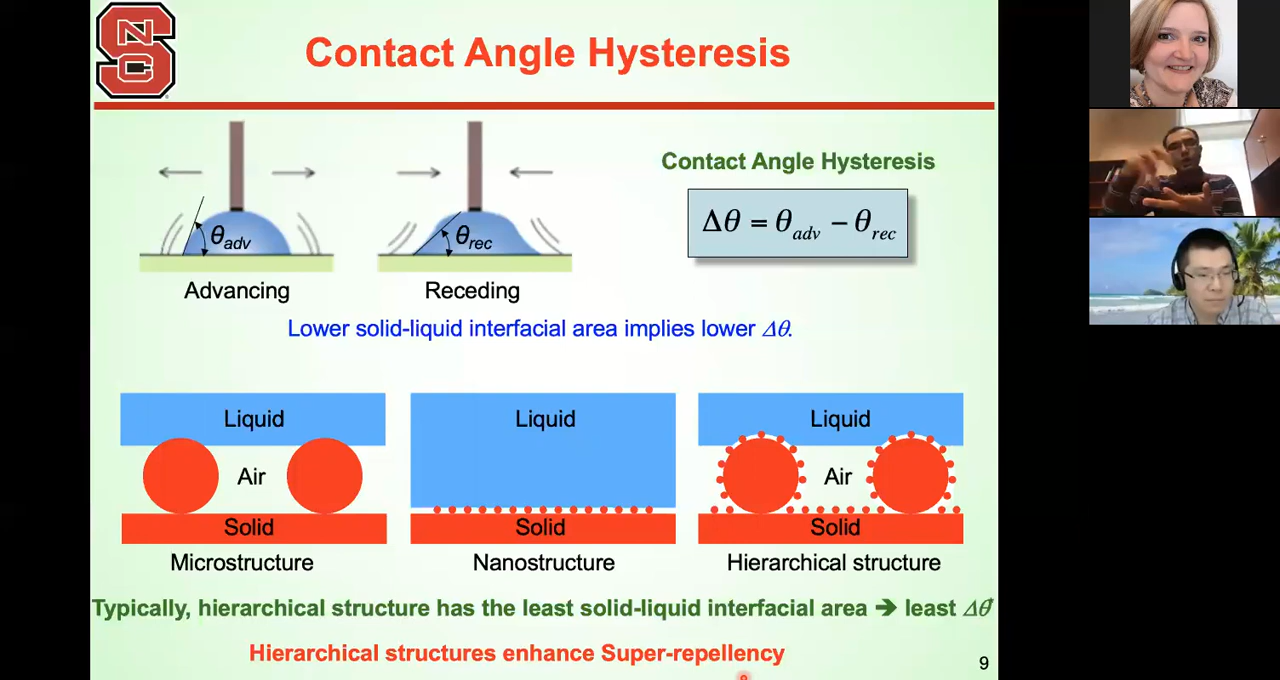 NCS
Contact Angle Hysteresis
θadv
θrec
Advancing
Receding
Contact Angle Hysteresis
Δθ = θadv − θrec
Lower solid-liquid interfacial area implies lower Δθ.
Liquid
Air
Solid
Microstructure
Liquid
Solid
Nanostructure
Liquid
Air
Solid
Hierarchical structure
Typically, hierarchical structure has the least solid-liquid interfacial area ➔ least Δθ*
Hierarchical structures enhance Super-repellency
9